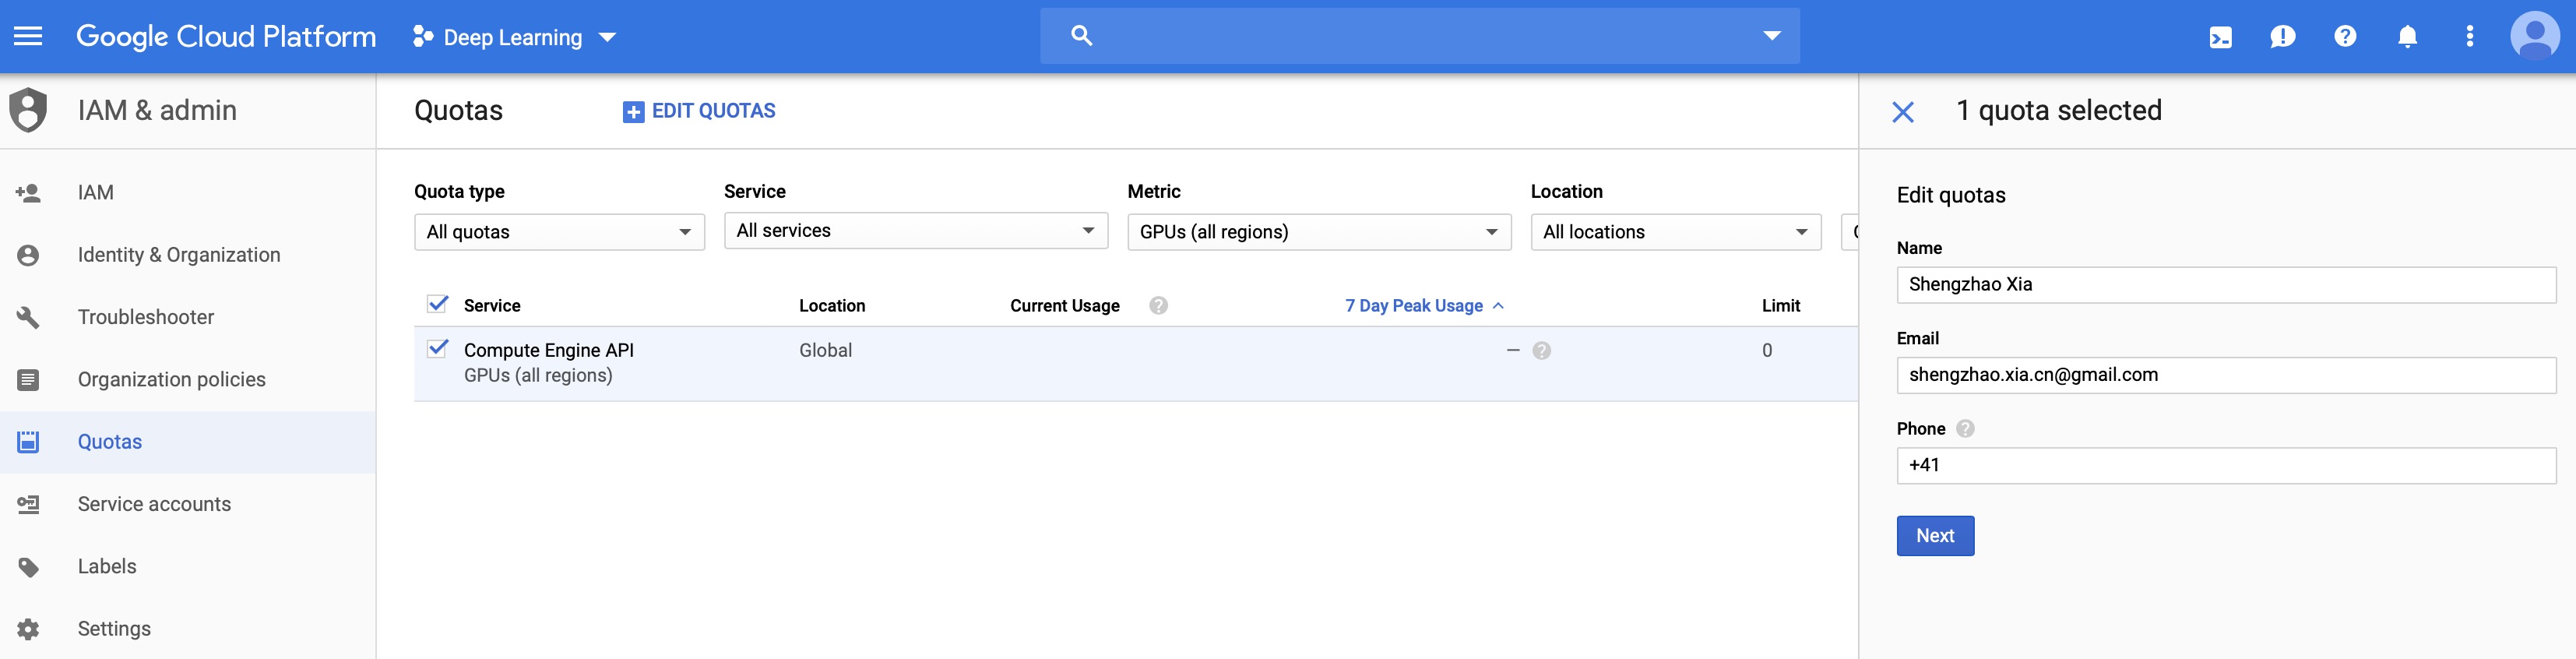 Google Cloud Platform
Deep Learning
IAM & admin
Quotas
EDIT QUOTAS
1 quota selected
IAM
Identity & Organization
Troubleshooter
Organization policies
Quotas
Service accounts
Labels
Settings
Quota type
Service
Metric
Location
All quotas
All services
GPUs (all regions)
All locations
Service
Location
Current Usage
7 Day Peak Usage
Limit
Compute Engine API
GPUs (all regions)
Global
—
0
Edit quotas
Name
Shengzhao Xia
Email
shengzhao.xia.cn@gmail.com
Phone
+41
Next